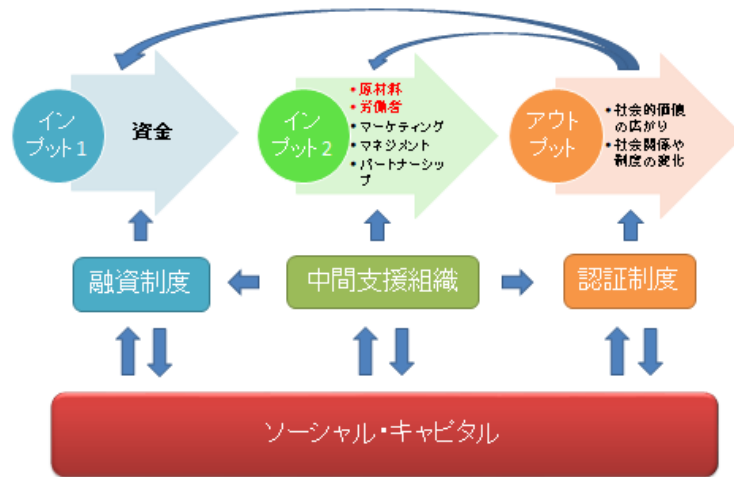 イン
プット1
資金
イン
プット2
• 原材料
• 労働者
• マーケティング
• マネジメント
• パートナーシッ
プ
アウト
プット
• 社会的価値
の広がり
• 社会関係や
制度の変化
融資制度
中間支援組織
認証制度
ソーシャル・キャピタル